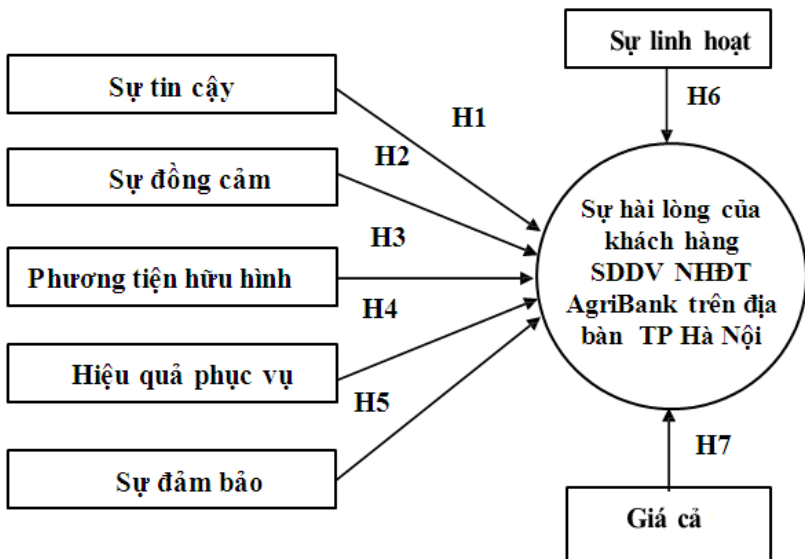 Sự linh hoạt
Sự tin cậy
H6
H1
H2
Sự đồng cảm
Sự hài lòng của
khách hàng
SDDV NHĐT
AgriBank trên địa
bàn TP Hà Nội
H3
Phương tiện hữu hình
H4
Hiệu quả phục vụ
H5
H7
Sự đảm bảo
Giá cả